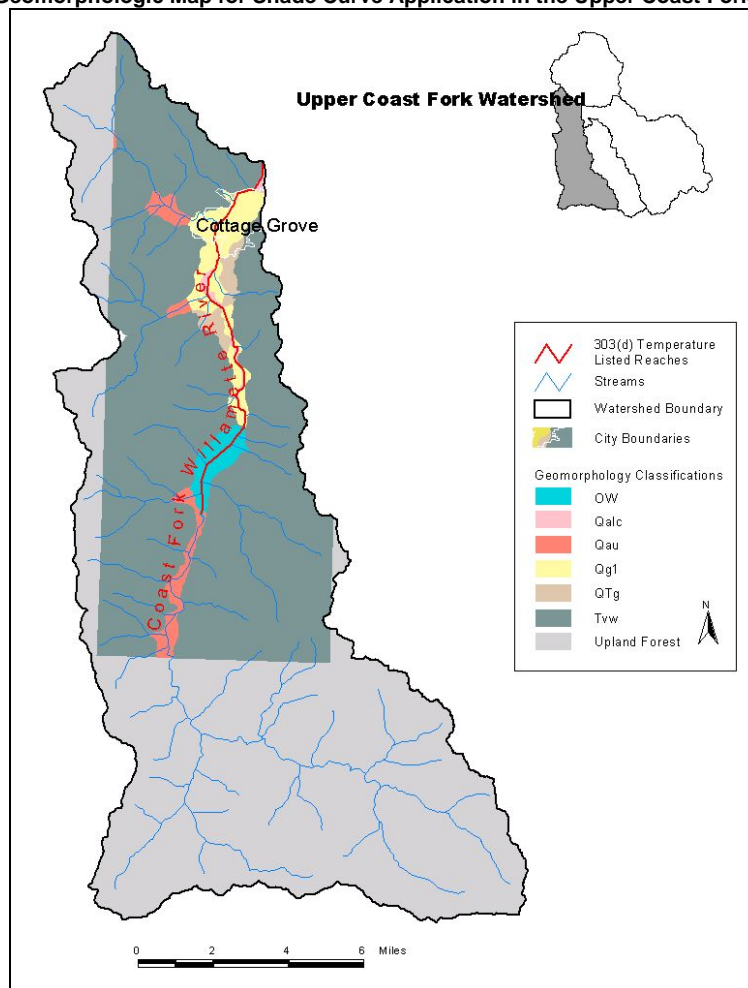 Geomorphologic Map for Shade Curve Application in the Upper Coast Fork
Upper Coast Fork Watershed
Cottage Grove
Coast Fork Willamette River
303(d) Temperature
Listed Reaches
Streams
Watershed Boundary
City Boundaries
Geomorphology Classifications
OW
Qalc
Qau
Qg1
QTg
Tvw
Upland Forest
N
0 2 4 6 Miles